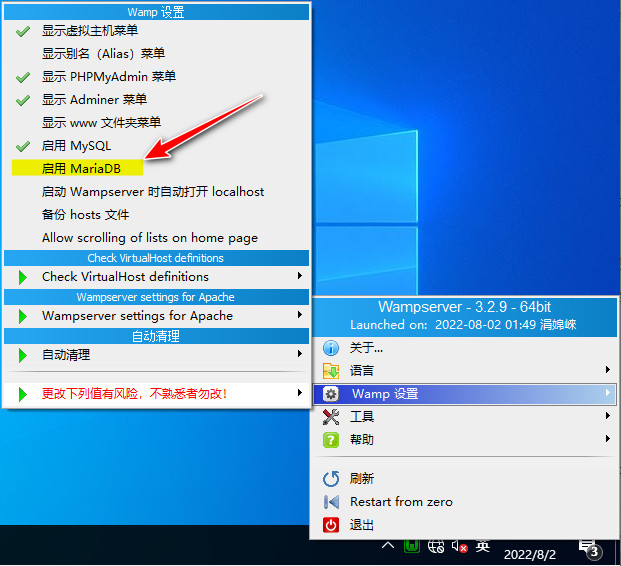 Wamp 设置
显示虚拟主机菜单
显示别名（Alias）菜单
显示 PHPMyAdmin 菜单
显示 Adminer 菜单
显示 www 文件夹菜单
启用 MySQL
启用 MariaDB
启动 Wampserver 时自动打开 localhost
备份 hosts 文件
Allow scrolling of lists on home page
Check VirtualHost definitions
Check VirtualHost definitions
Wampserver settings for Apache
Wampserver settings for Apache
自动清理
自动清理
更改下列值有风险，不熟悉者勿改！
Wampserver - 3.2.9 - 64bit
Launched on: 2022-08-02 01:49 涓婅崍
关于...
语言
Wamp 设置
工具
帮助
刷新
Restart from zero
退出
英
2022/8/2
3